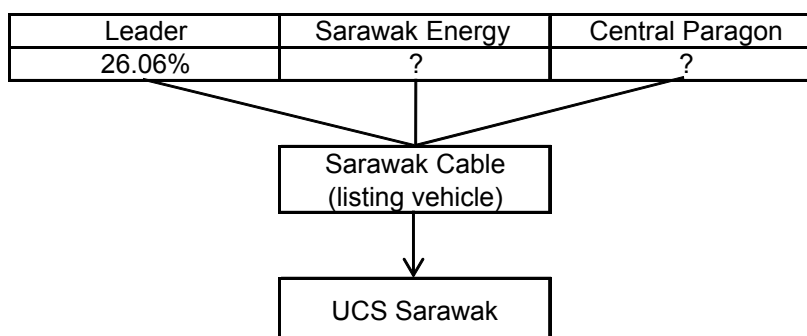 Leader Sarawak Energy Central Paragon
26.06% ? ?
Sarawak Cable
(listing vehicle)
UCS Sarawak